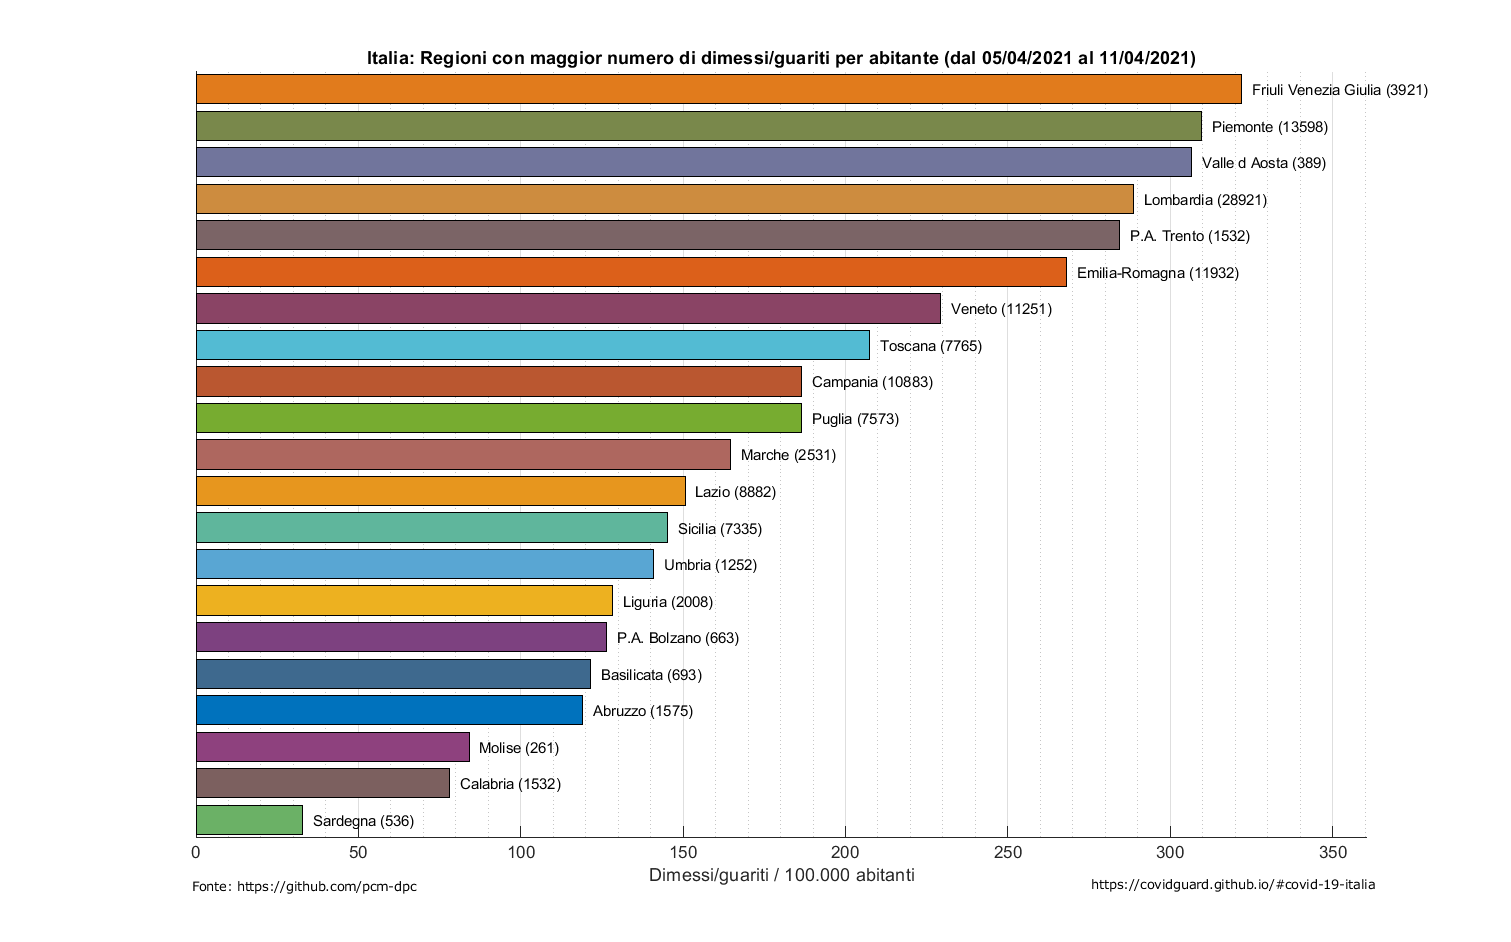 Italia: Regioni con maggior numero di dimessi/guariti per abitante (dal 05/04/2021 al 11/04/2021)
Friuli Venezia Giulia (3921)
Piemonte (13598)
Valle d Aosta (389)
Lombardia (28921)
P.A. Trento (1532)
Emilia-Romagna (11932)
Veneto (11251)
Toscana (7765)
Campania (10883)
Puglia (7573)
Marche (2531)
Lazio (8882)
Sicilia (7335)
Umbria (1252)
Liguria (2008)
P.A. Bolzano (663)
Basilicata (693)
Abruzzo (1575)
Molise (261)
Calabria (1532)
Sardegna (536)
0 50 100 150 200 250 300 350
Dimessi/guariti / 100.000 abitanti
Fonte: https://github.com/pcm-dpc
https://covidguard.github.io/#covid-19-italia